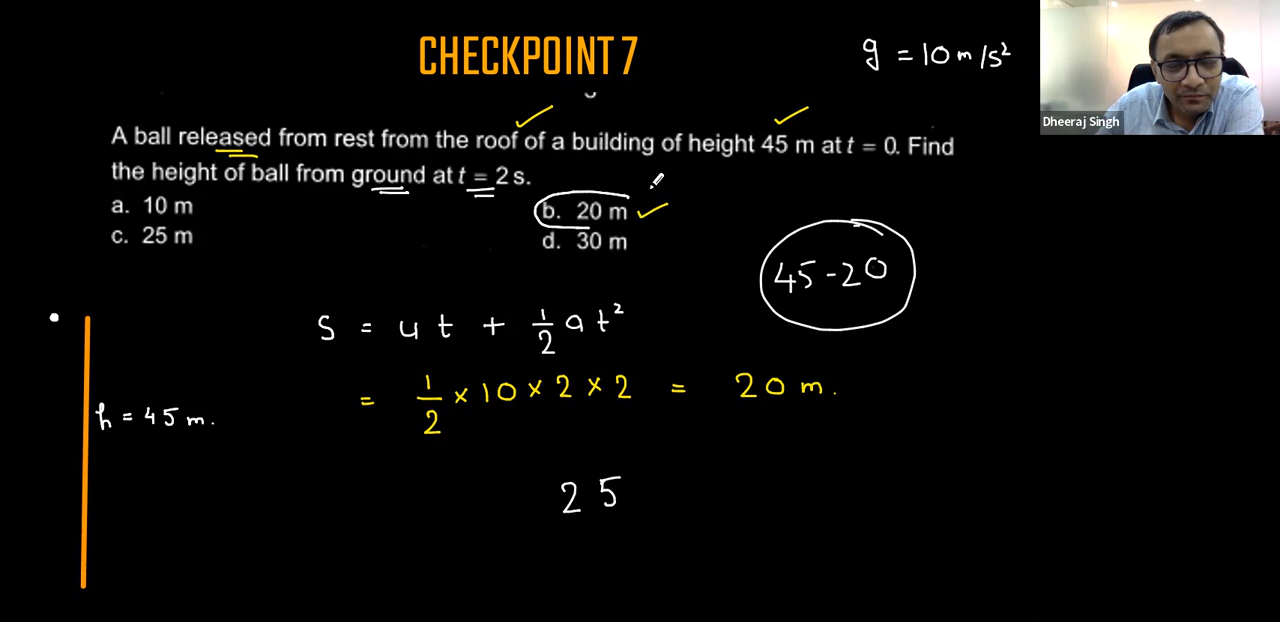 CHECKPOINT 7
g = 10 m/s²
Dheeraj Singh
A ball released from rest from the roof of a building of height 45 m at t = 0. Find
the height of ball from ground at t = 2 s.
a. 10 m
b. 20 m
c. 25 m
d. 30 m
45-20
S = ut + 1/2 at²
= 1/2 × 10 × 2 × 2 = 20 m.
h = 45 m.
25